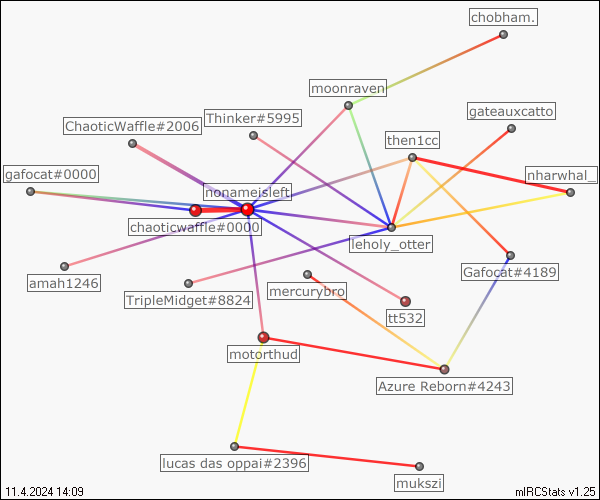 chobham.
moonraven
gateauxcatto
Thinker#5995
ChaoticWaffle#2006
then1cc
gafocat#0000
nharwhal_
nonameisleft
chaoticwaffle#0000
leholy_otter
Gafocat#4189
amah1246
mercurybro
TripleMidget#8824
tt532
motorthud
Azure Reborn#4243
lucas das oppai#2396
mukszi
11.4.2024 14:09
mIRCStats v1.25